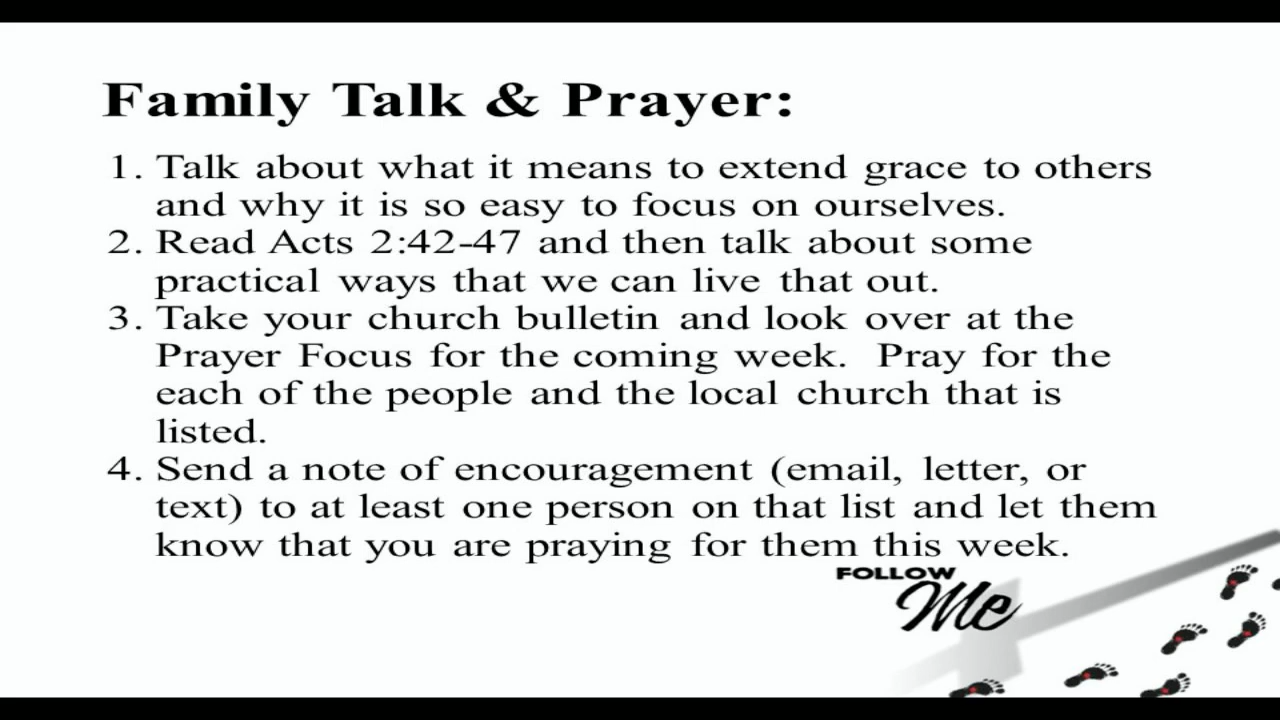 Family Talk & Prayer:
1. Talk about what it means to extend grace to others
and why it is so easy to focus on ourselves.
2. Read Acts 2:42-47 and then talk about some
practical ways that we can live that out.
3. Take your church bulletin and look over at the
Prayer Focus for the coming week.  Pray for the
each of the people and the local church that is
listed.
4. Send a note of encouragement (email, letter, or
text) to at least one person on that list and let them
know that you are praying for them this week.
FOLLOW
Me